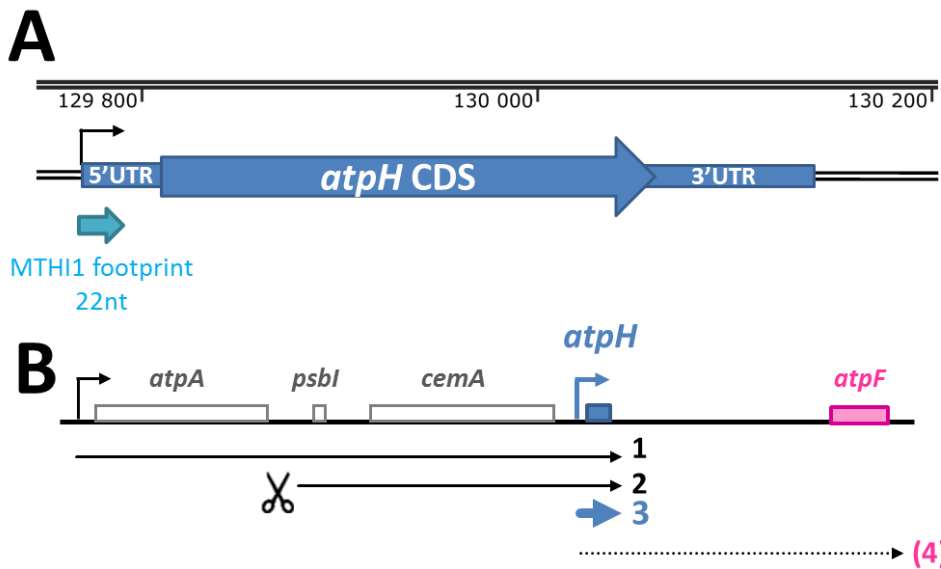 A
129 800 130 000 130 200
5'UTR atpH CDS 3'UTR
MTHI1 footprint
22nt
B
atpH
atpA psbI cemA atpF
1
2
3
(4)